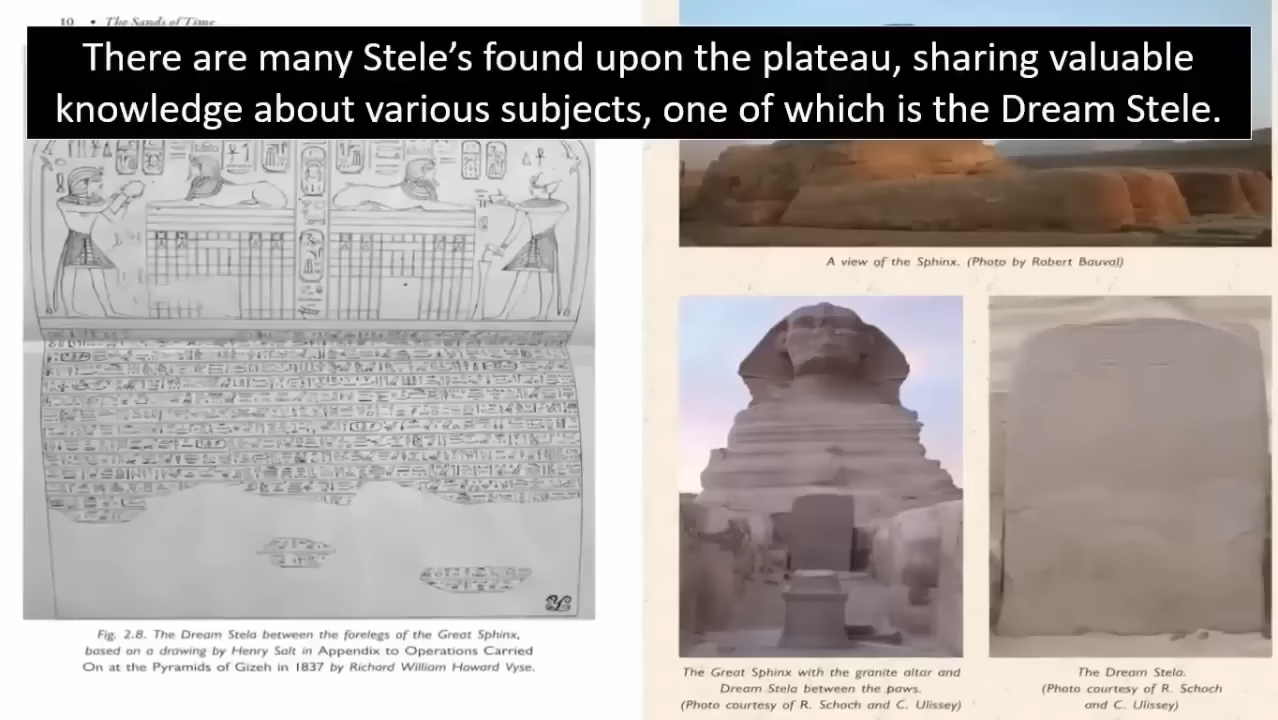 10 • The Sands of Time
There are many Stele’s found upon the plateau, sharing valuable
knowledge about various subjects, one of which is the Dream Stele.
Fig. 2.8. The Dream Stela between the forelegs of the Great Sphinx,
based on a drawing by Henry Salt in Appendix to Operations Carried
On at the Pyramids of Gizeh in 1837 by Richard William Howard Vyse.
A view of the Sphinx. (Photo by Robert Bauval)
The Great Sphinx with the granite altar and
Dream Stela between the paws.
(Photo courtesy of R. Schoch and C. Ulissey)
The Dream Stela.
(Photo courtesy of R. Schoch
and C. Ulissey)